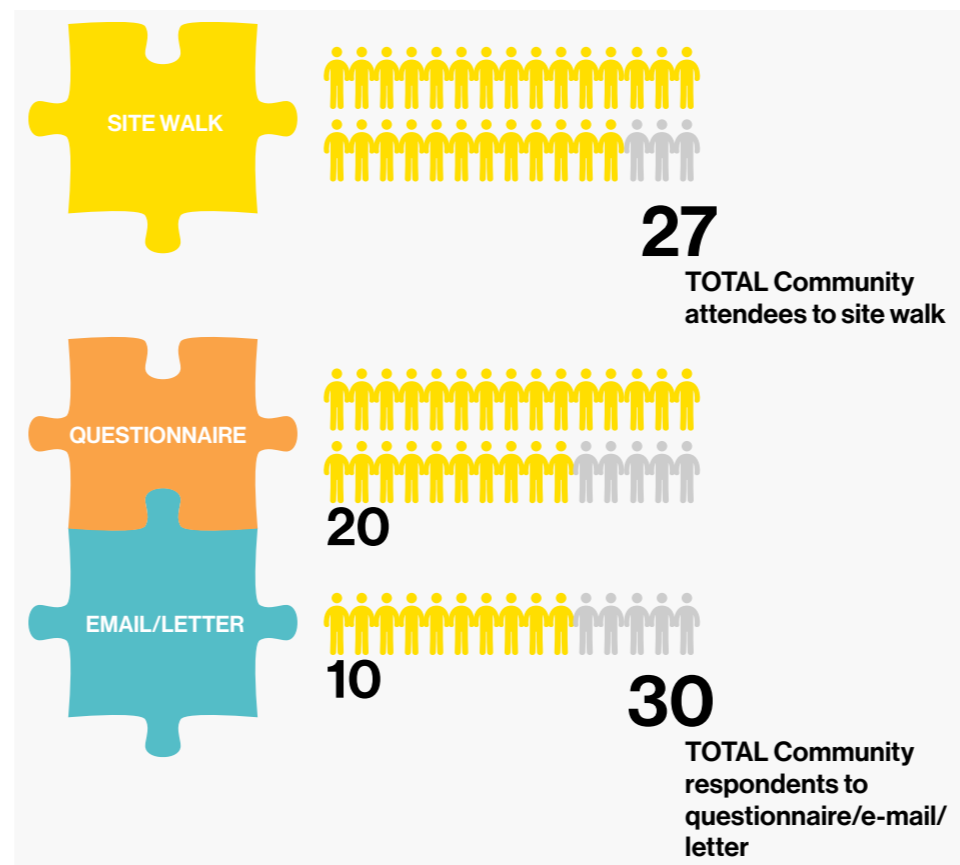 SITE WALK
27
TOTAL Community
attendees to site walk
QUESTIONNAIRE
20
EMAIL/LETTER
10
30
TOTAL Community
respondents to
questionnaire/e-mail/
letter